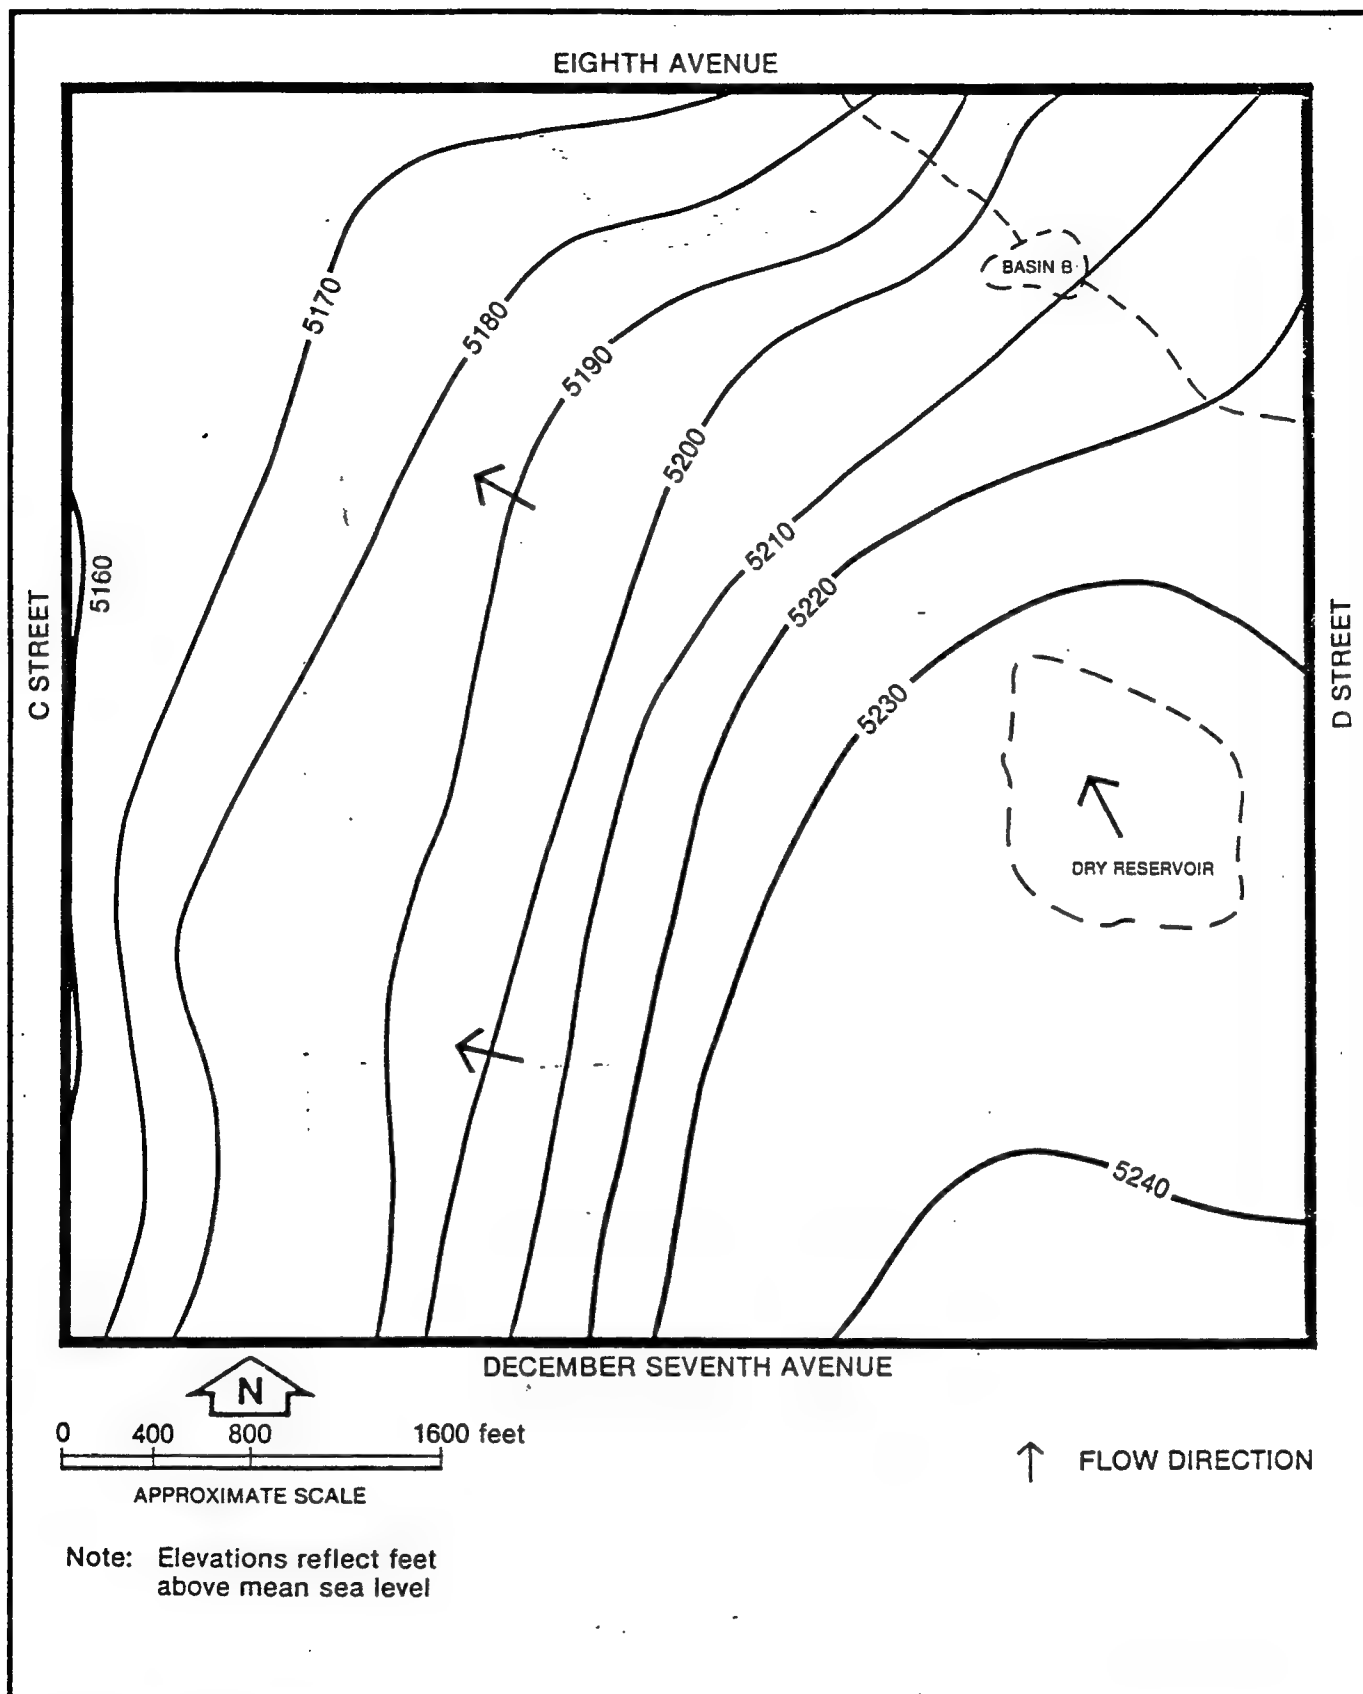 EIGHTH AVENUE
BASIN B
5170
5180
5190
5200
5210
5160
5220
C STREET
D STREET
5230
DRY RESERVOIR
5240
DECEMBER SEVENTH AVENUE
N
0 400 800 1600 feet
FLOW DIRECTION
APPROXIMATE SCALE
Note: Elevations reflect feet
above mean sea level